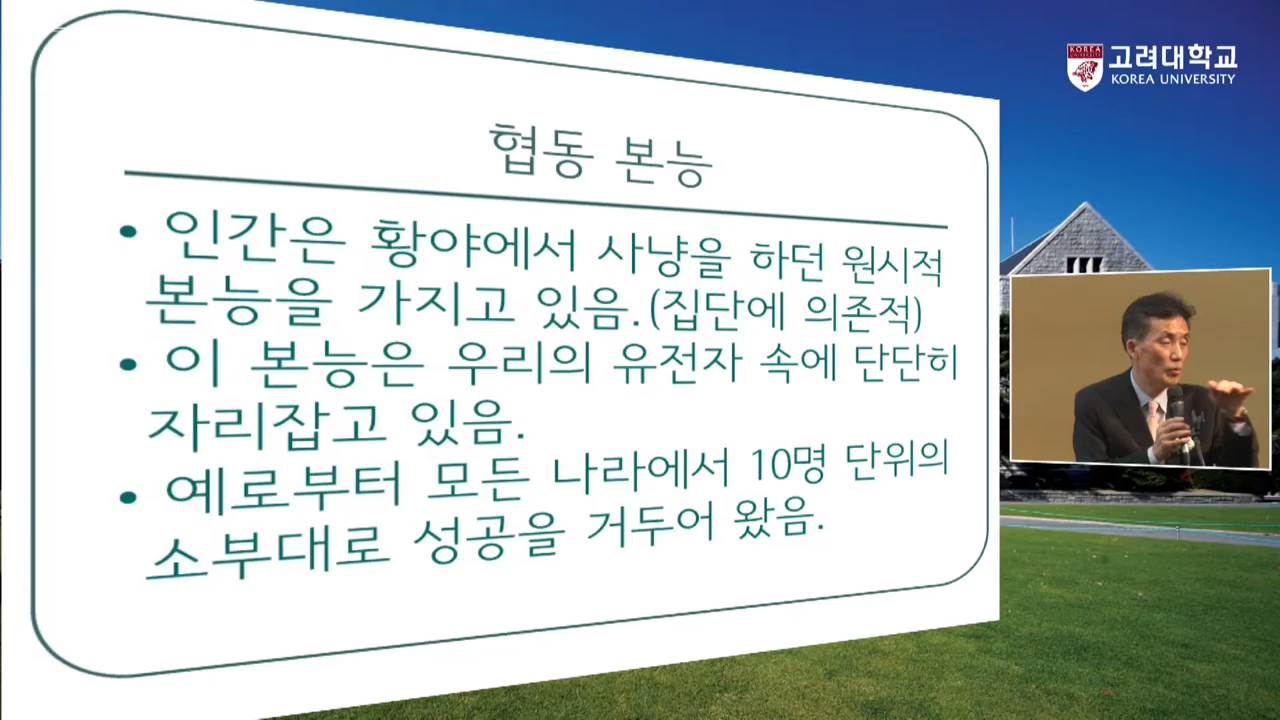 고려대학교
KOREA
UNIVERSITY
KOREA UNIVERSITY
협동 본능
• 인간은 황야에서 사냥을 하던 원시적
본능을 가지고 있음.(집단에 의존적)
• 이 본능은 우리의 유전자 속에 단단히
자리잡고 있음.
• 예로부터 모든 나라에서 10명 단위의
소부대로 성공을 거두어 왔음.